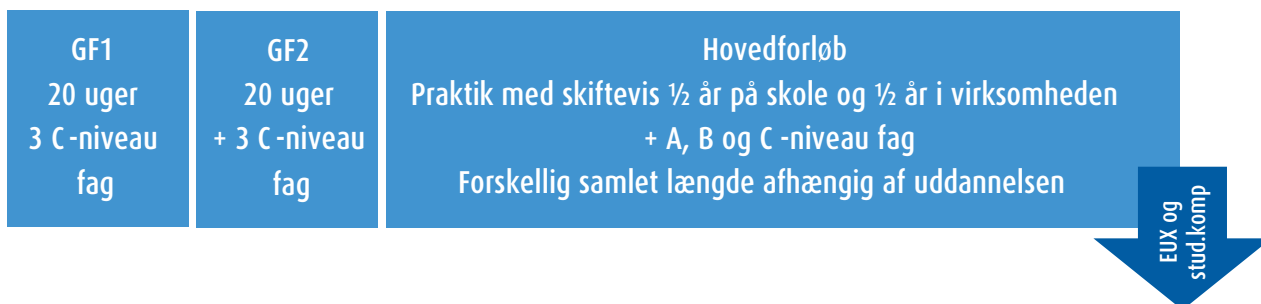 GF1
20 uger
3 C-niveau
fag
GF2
20 uger
+ 3 C-niveau
fag
Hovedforløb
Praktik med skiftevis ½ år på skole og ½ år i virksomheden
+ A, B og C -niveau fag
Forskellig samlet længde afhængig af uddannelsen
EUX og
stud.komp